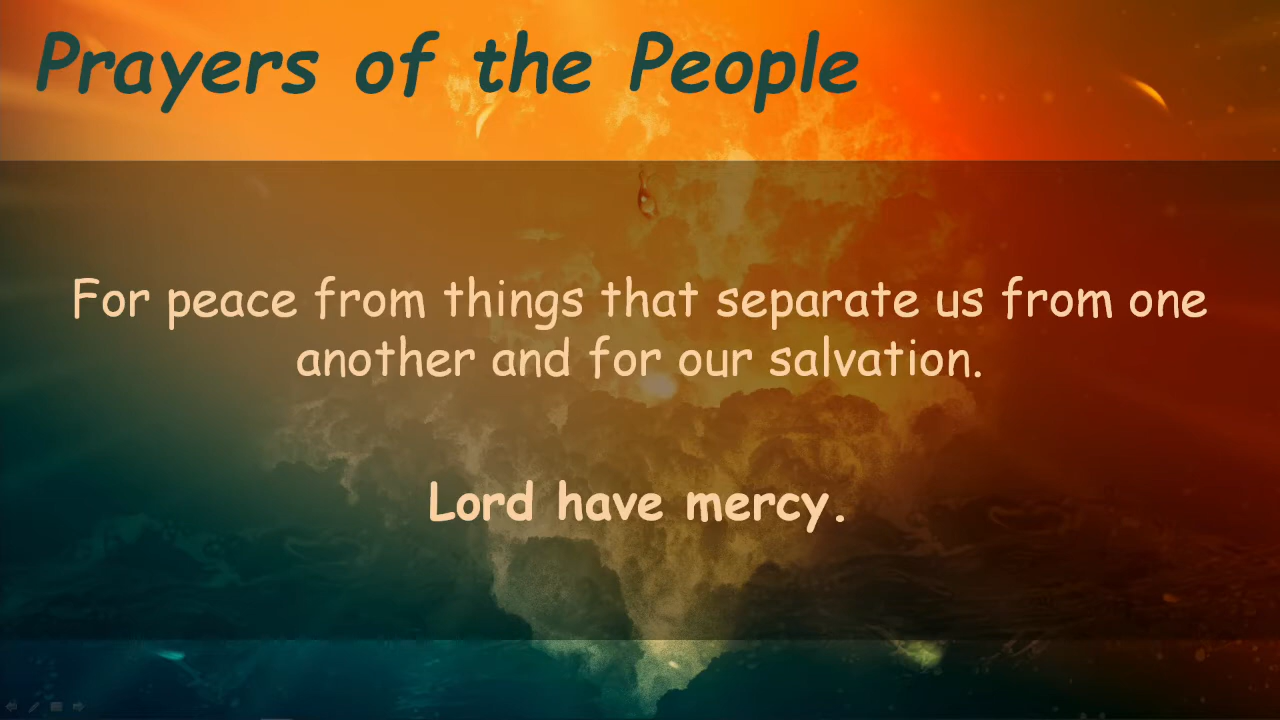 Prayers of the People
For peace from things that separate us from one
another and for our salvation.
Lord have mercy.